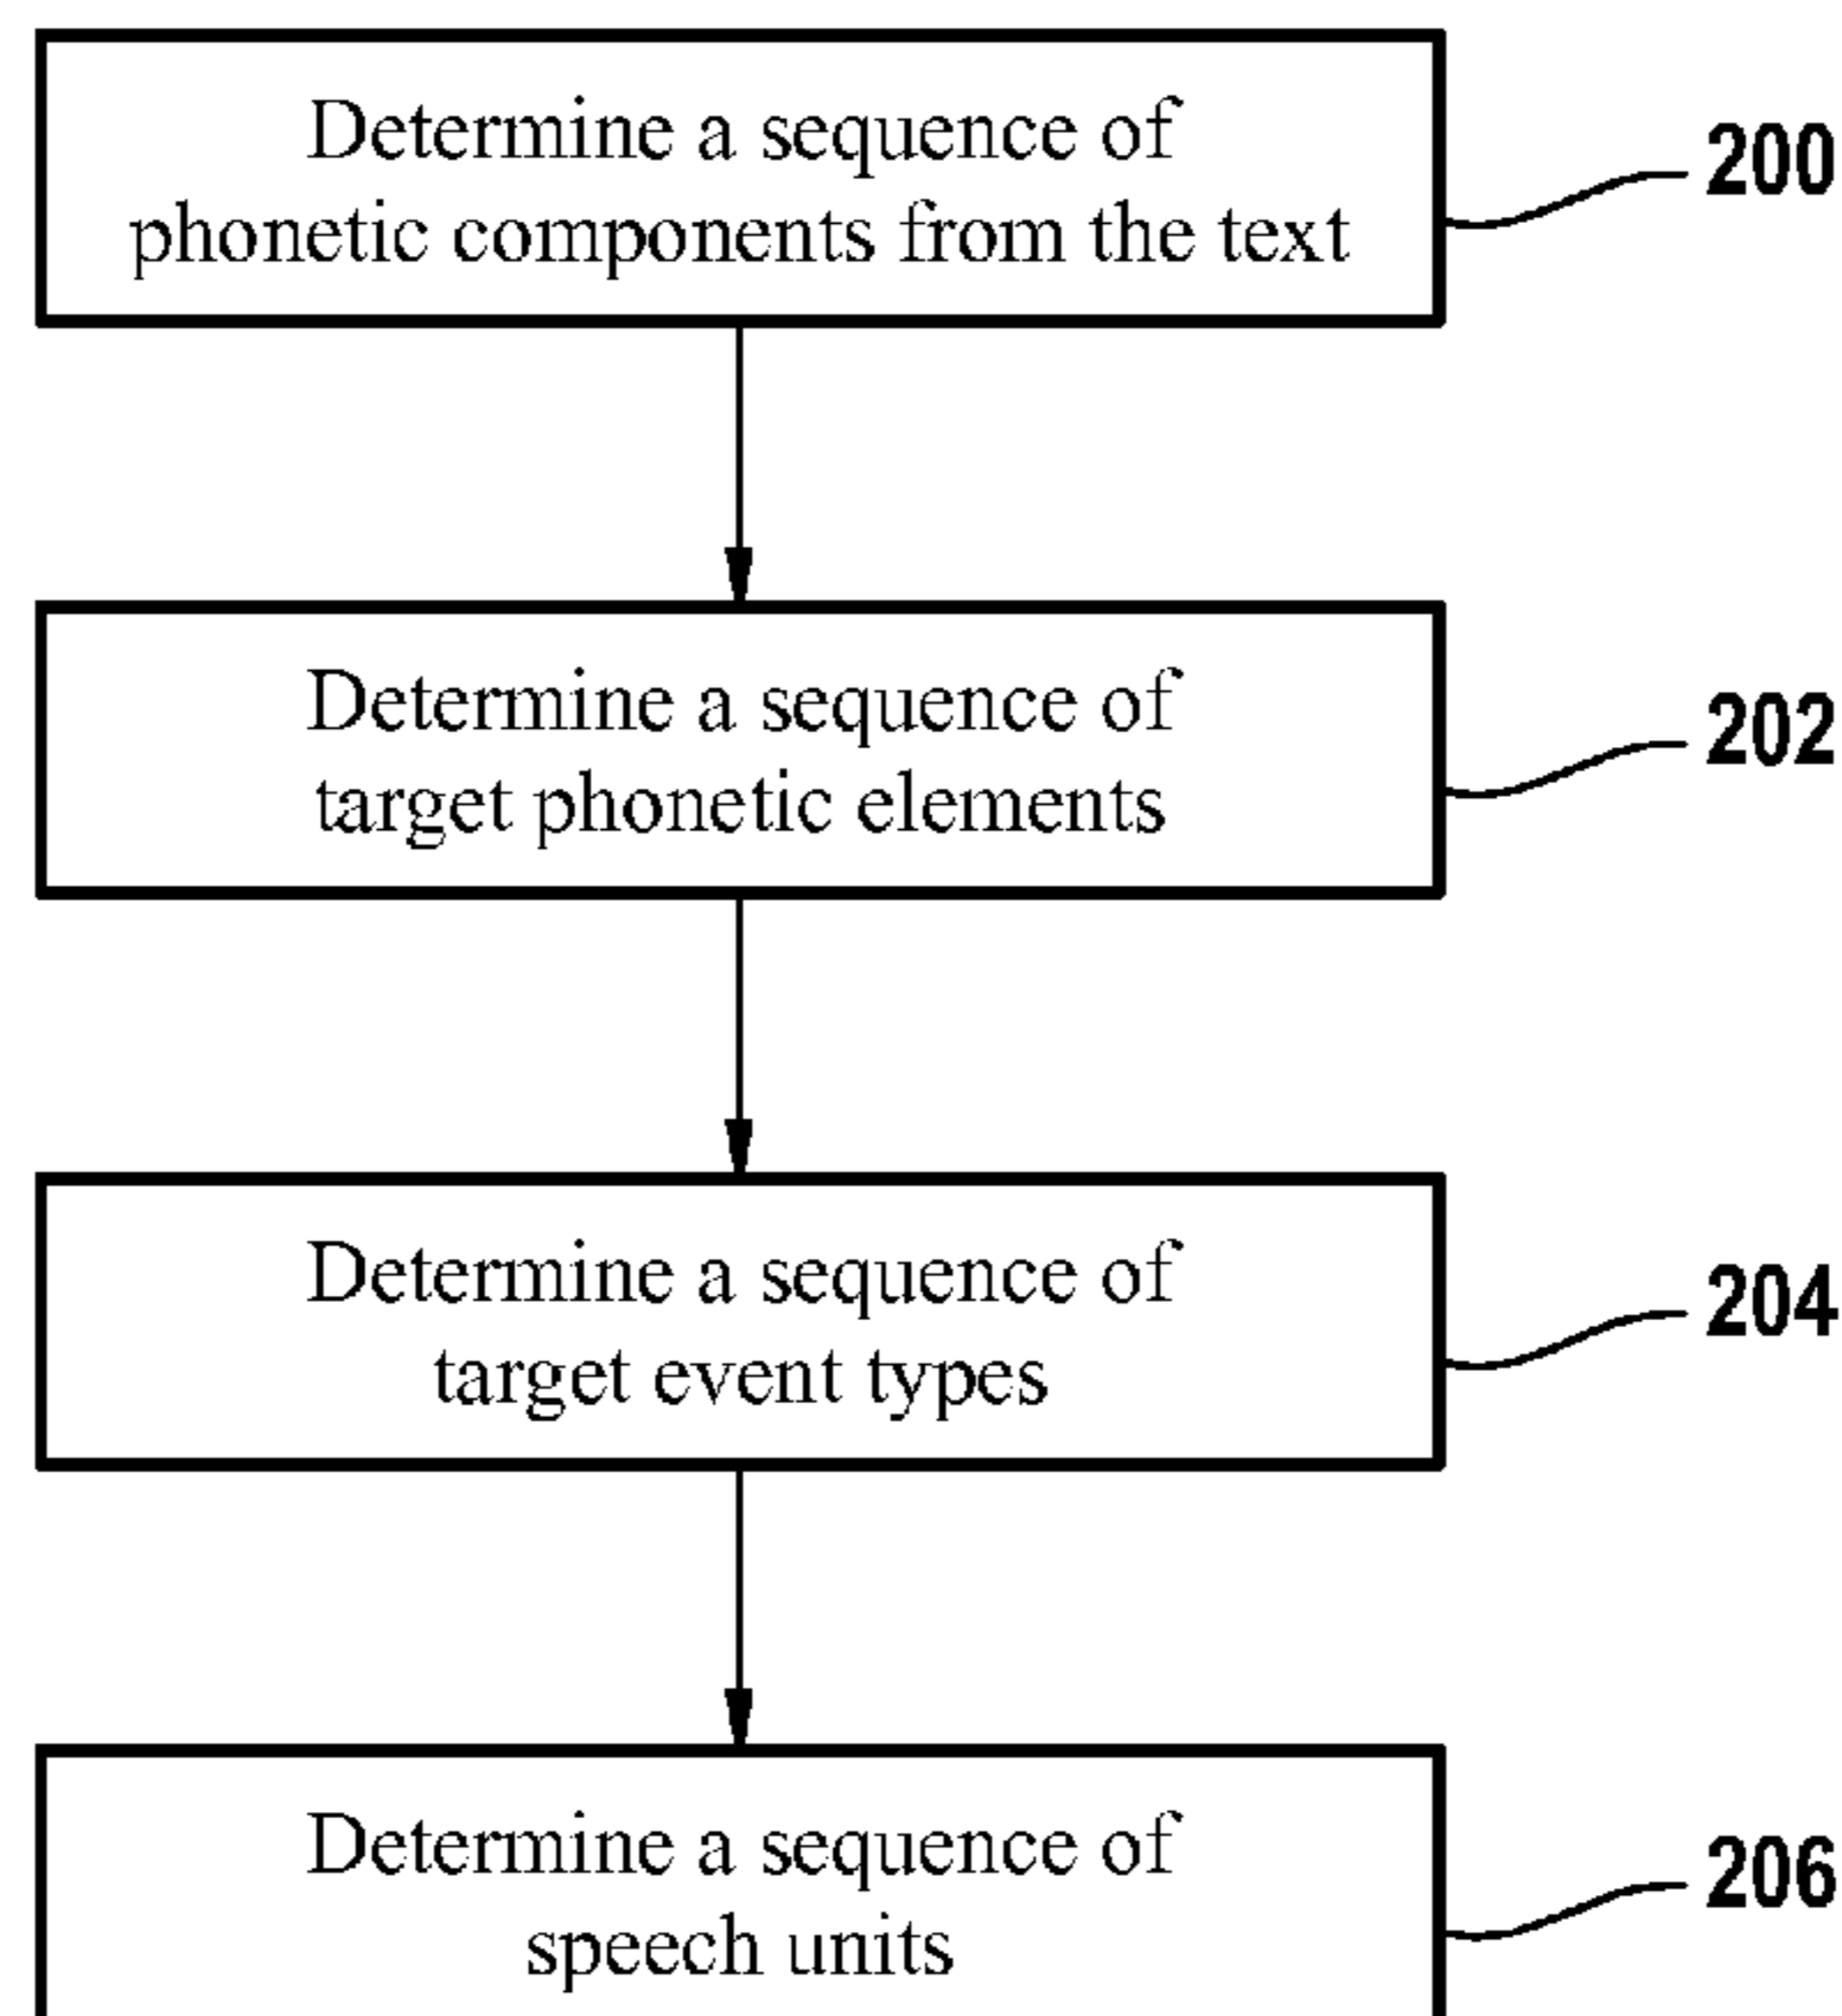 Determine a sequence of
phonetic components from the text
200
Determine a sequence of
target phonetic elements
202
Determine a sequence of
target event types
204
Determine a sequence of
speech units
206